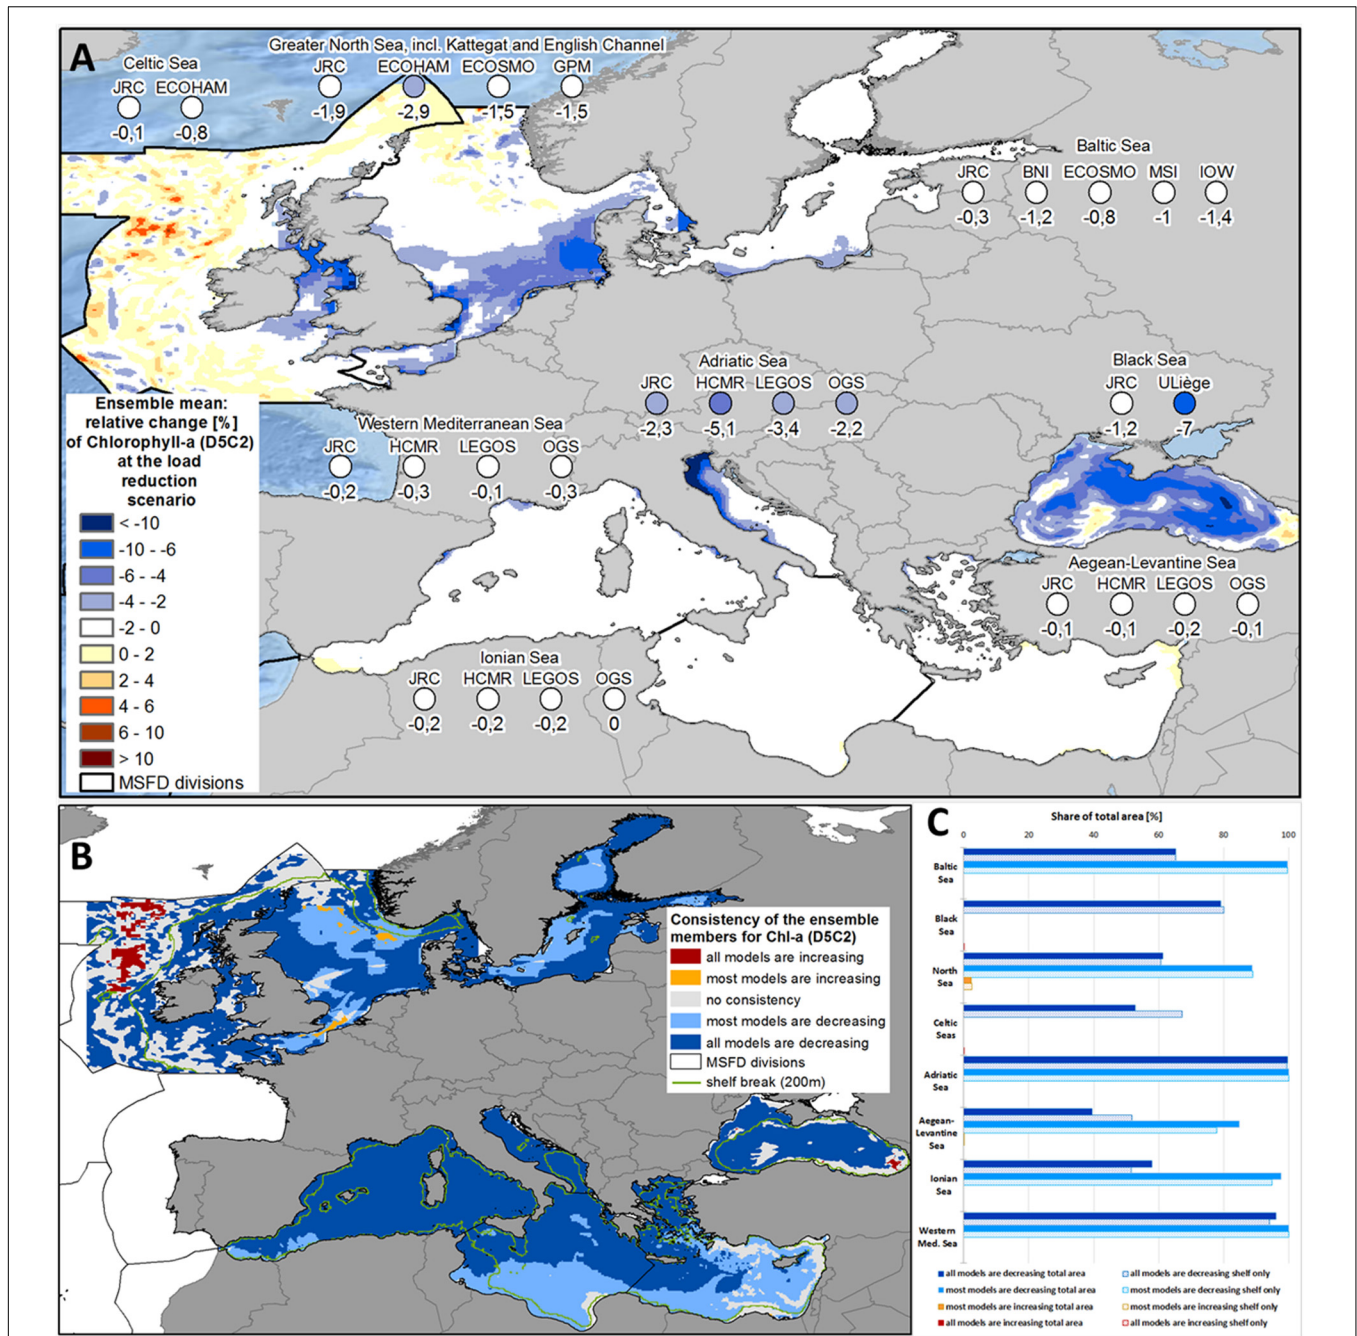 A
Greater North Sea, incl. Kattegat and English Channel
Celtic Sea
JRC ECOHAM ECOSMO GPM
JRC ECOHAM
-0,1 -0,8
-1,9 -2,9 -1,5 -1,5
Baltic Sea
JRC BNI ECOSMO MSI IOW
-0,3 -1,2 -0,8 -1 -1,4
Adriatic Sea
JRC HCMR LEGOS OGS
-2,3 -5,1 -3,4 -2,2
Black Sea
JRC ULiège
-1,2 -7
Western Mediterranean Sea
JRC HCMR LEGOS OGS
-0,2 -0,3 -0,1 -0,3
Aegean-Levantine Sea
JRC HCMR LEGOS OGS
-0,1 -0,1 -0,2 -0,1
Ionian Sea
JRC HCMR LEGOS OGS
-0,2 -0,2 -0,2 0
Ensemble mean:
relative change [%]
of Chlorophyll-a (D5C2)
at the load
reduction
scenario
< -10
-10 - -6
-6 - -4
-4 - -2
-2 - 0
0 - 2
2 - 4
4 - 6
6 - 10
> 10
MSFD divisions
B
Consistency of the ensemble
members for Chl-a (D5C2)
all models are increasing
most models are increasing
no consistency
most models are decreasing
all models are decreasing
MSFD divisions
shelf break (200m)
C
Share of total area [%]
0 20 40 60 80 100
Baltic
Sea
Black
Sea
North
Sea
Celtic
Seas
Adriatic
Sea
Aegean-
Levantine
Sea
Ionian
Sea
Western
Med. Sea
all models are decreasing total area all models are decreasing shelf only
most models are decreasing total area most models are decreasing shelf only
most models are increasing total area most models are increasing shelf only
all models are increasing total area all models are increasing shelf only